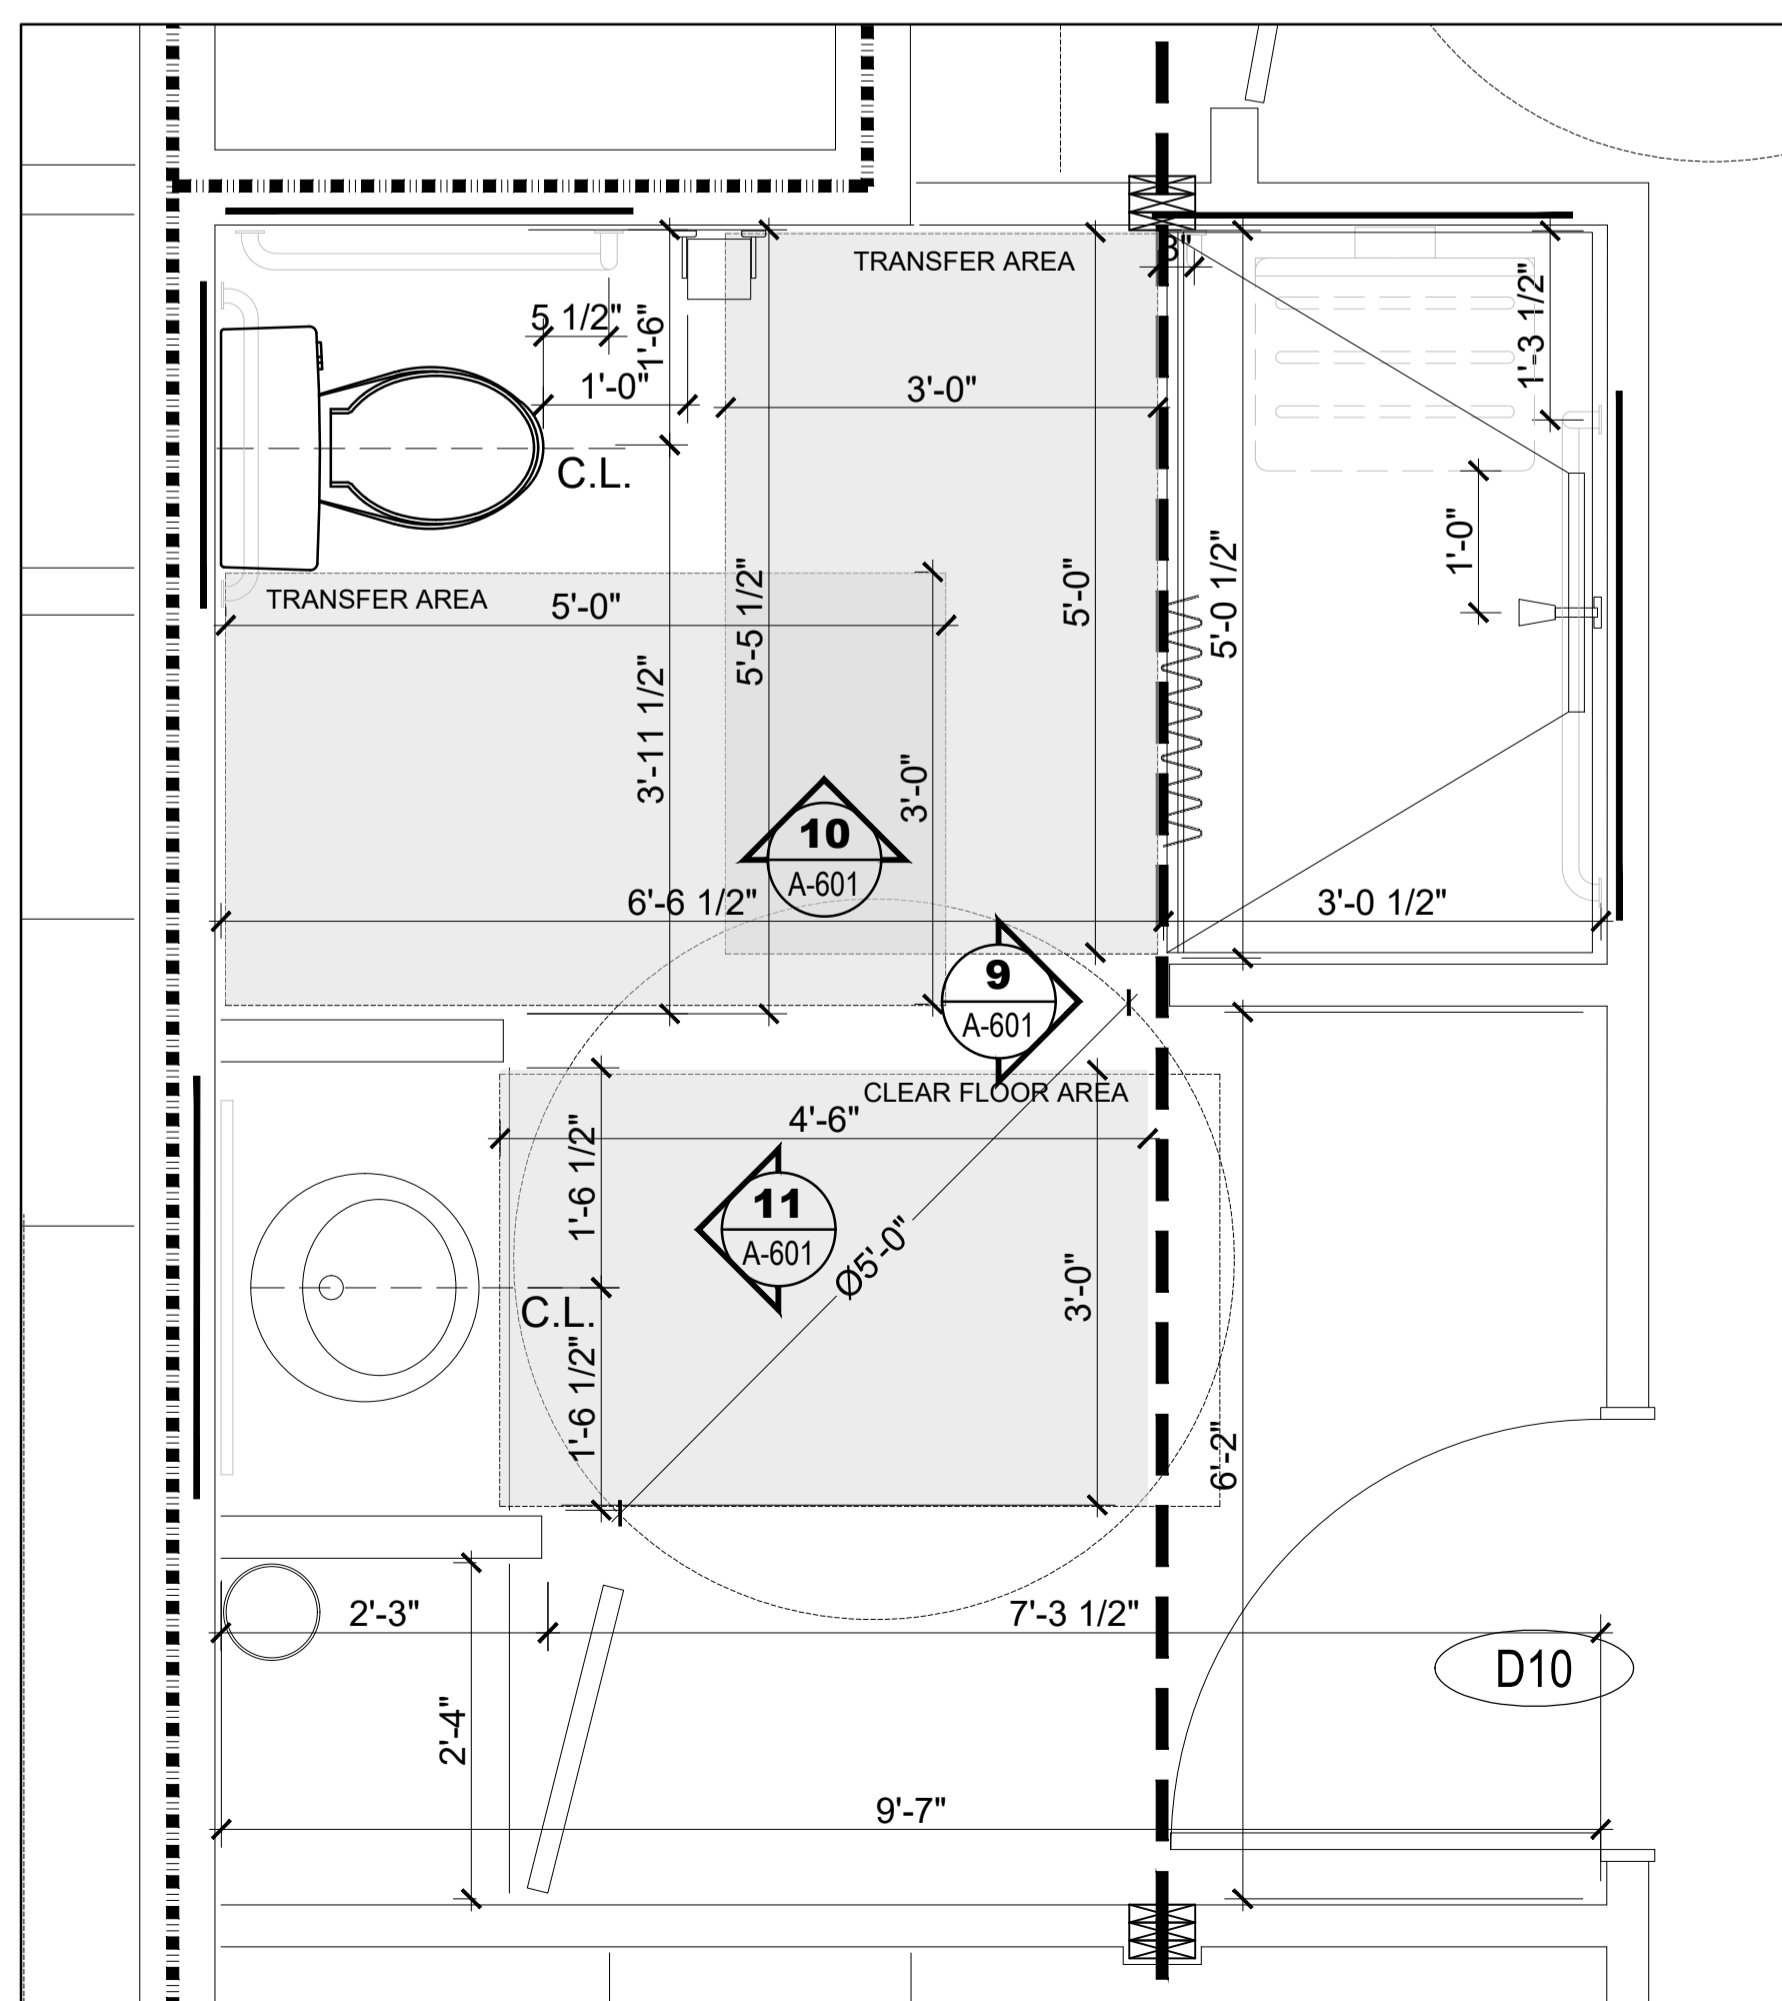 TRANSFER AREA
3"
5 1/2"
1'-6"
1'-3 1/2"
1'-0"
3'-0"
C.L.
1'-0"
TRANSFER AREA
5'-0"
5'-5 1/2"
5'-0"
5'-0 1/2"
3'-11 1/2"
3'-0"
10
A-601
6'-6 1/2"
3'-0 1/2"
9
A-601
CLEAR FLOOR AREA
4'-6"
1'-6 1/2"
11
A-601
Ø5'-0"
3'-0"
C.L.
1'-6 1/2"
6'-2"
2'-3"
7'-3 1/2"
D10
2'-4"
9'-7"